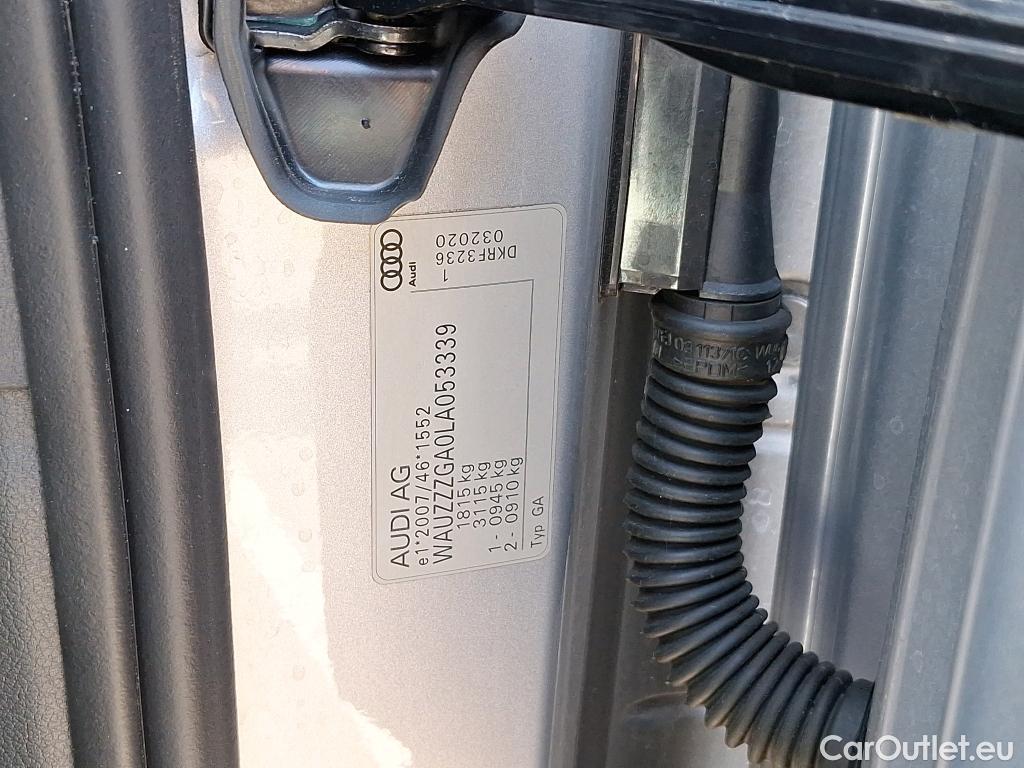 AUDI AG
e1*2007/46*1552
WAUZZZGA0LA053339
1815 kg
3115 kg
1 - 0945 kg
2 - 0910 kg
Typ GA
Audi
1
DKRF3236
032020
CarOutlet.eu